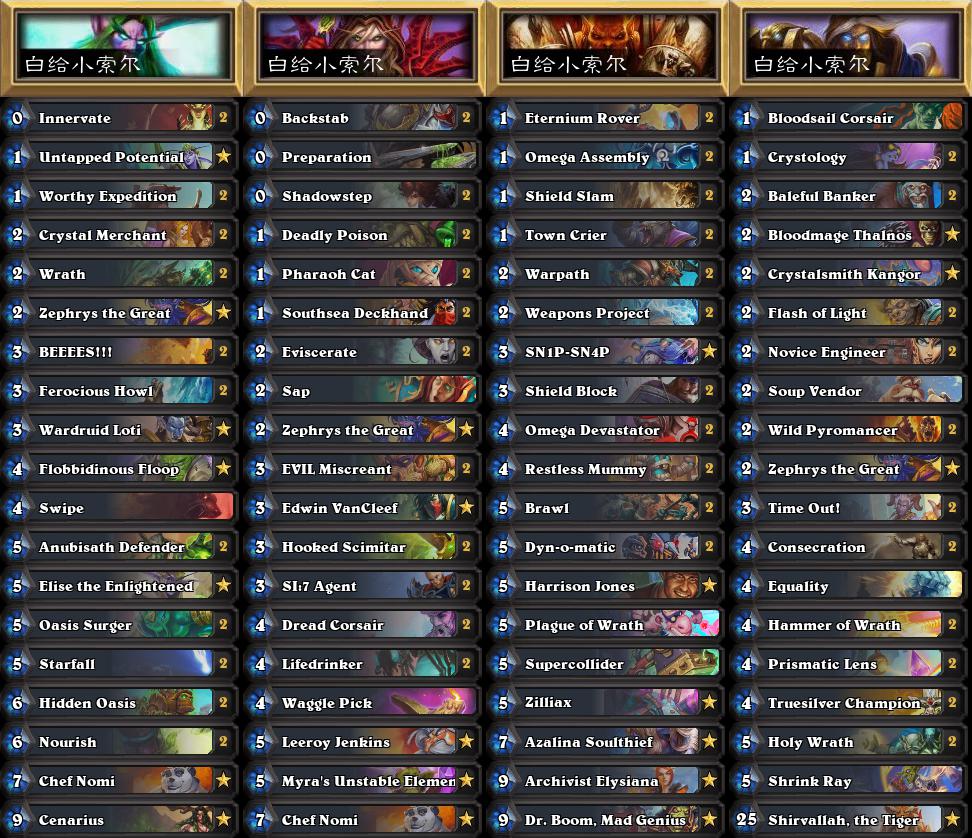 白给小索尔
0 Innervate 2
1 Untapped Potential
1 Worthy Expedition 2
2 Crystal Merchant 2
2 Wrath 2
2 Zephrys the Great
3 BEEEES!!! 2
3 Ferocious Howl 2
3 Wardruid Loti
4 Flobbidinous Floop
4 Swipe
5 Anubisath Defender 2
5 Elise the Enlightened
5 Oasis Surger 2
5 Starfall 2
6 Hidden Oasis 2
6 Nourish 2
7 Chef Nomi
9 Cenarius
白给小索尔
0 Backstab 2
0 Preparation
0 Shadowstep 2
1 Deadly Poison 2
1 Pharaoh Cat 2
1 Southsea Deckhand 2
2 Eviscerate 2
2 Sap
2 Zephrys the Great
3 EVIL Miscreant 2
3 Edwin VanCleef
3 Hooked Scimitar 2
3 SI:7 Agent 2
4 Dread Corsair 2
4 Lifedrinker 2
4 Waggle Pick
5 Leeroy Jenkins
5 Myra's Unstable Elemen
7 Chef Nomi
白给小索尔
1 Eternium Rover 2
1 Omega Assembly 2
1 Shield Slam 2
1 Town Crier 2
2 Warpath 2
2 Weapons Project 2
3 SN1P-SN4P
3 Shield Block 2
4 Omega Devastator 2
4 Restless Mummy 2
5 Brawl 2
5 Dyn-o-matic 2
5 Harrison Jones
5 Plague of Wrath
5 Supercollider
5 Zilliax
7 Azalina Soulthief
9 Archivist Elysiana
9 Dr. Boom, Mad Genius
白给小索尔
1 Bloodsail Corsair
1 Crystology 2
2 Baleful Banker 2
2 Bloodmage Thalnos
2 Crystalsmith Kangor
2 Flash of Light 2
2 Novice Engineer 2
2 Soup Vendor
2 Wild Pyromancer 2
2 Zephrys the Great
3 Time Out! 2
4 Consecration 2
4 Equality
4 Hammer of Wrath 2
4 Prismatic Lens 2
4 Truesilver Champion 2
5 Holy Wrath 2
5 Shrink Ray
25 Shirvallah, the Tiger